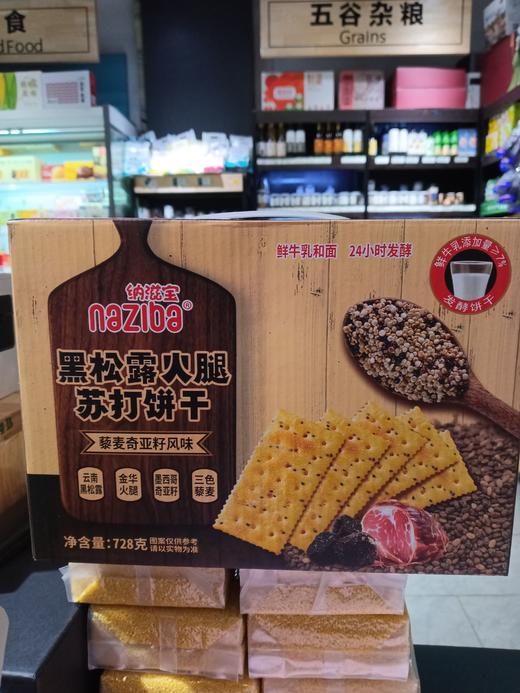 食
dFood
五谷杂粮
Grains
鲜牛乳和面 24小时发酵
鲜牛乳添加量≥7%
发酵饼干
纳滋宝
naziba®
黑松露火腿
苏打饼干
藜麦奇亚籽风味
云南
黑松露
金华
火腿
墨西哥
奇亚籽
三色
藜麦
净含量:728克
图案仅供参考
请以实物为准